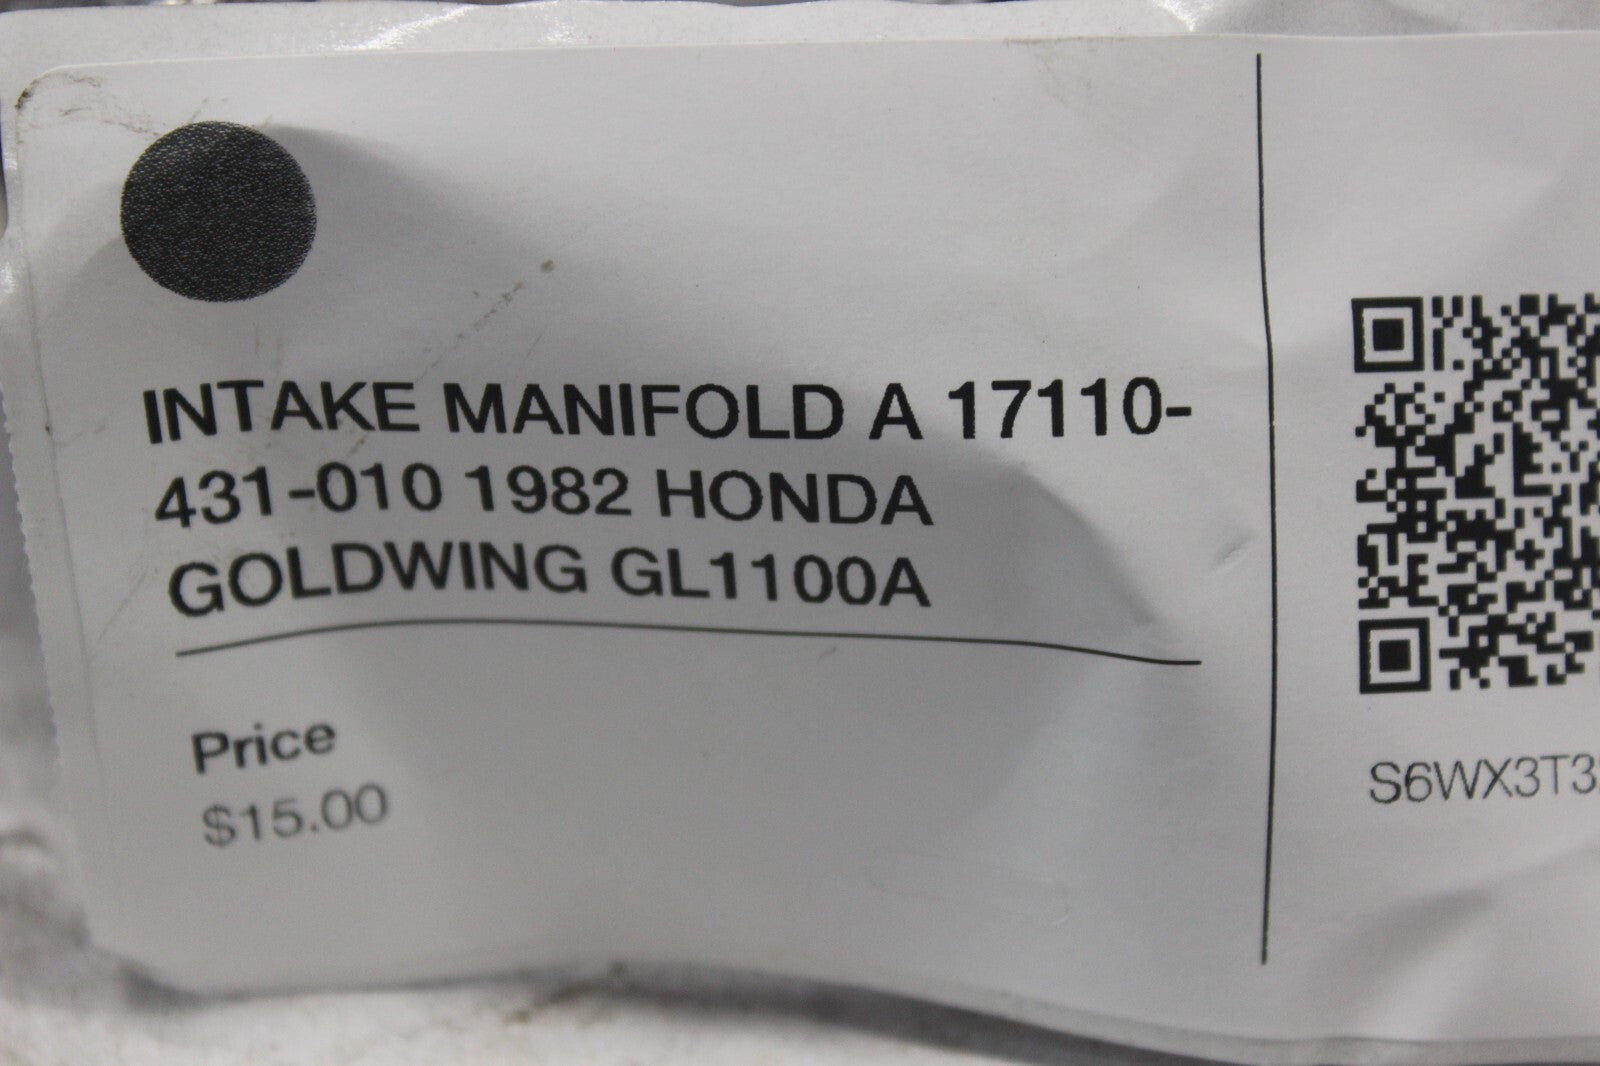 INTAKE MANIFOLD A 17110-
431-010 1982 HONDA
GOLDWING GL1100A
Price
$15.00
S6WX3T3